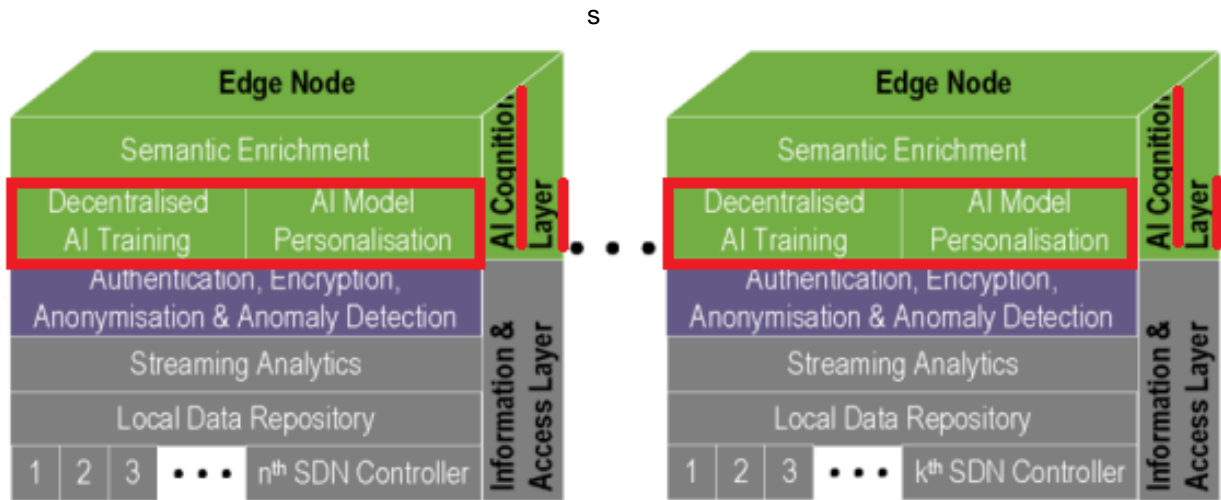 s
Edge Node
Semantic Enrichment
Decentralised
AI Training
AI Model
Personalisation
Authentication, Encryption,
Anonymisation & Anomaly Detection
Streaming Analytics
Local Data Repository
1 2 3 • • • nth SDN Controller
AI Cognition
Layer
Information &
Access Layer
• • •
Edge Node
Semantic Enrichment
Decentralised
AI Training
AI Model
Personalisation
Authentication, Encryption,
Anonymisation & Anomaly Detection
Streaming Analytics
Local Data Repository
1 2 3 • • • kth SDN Controller
AI Cognition
Layer
Information &
Access Layer